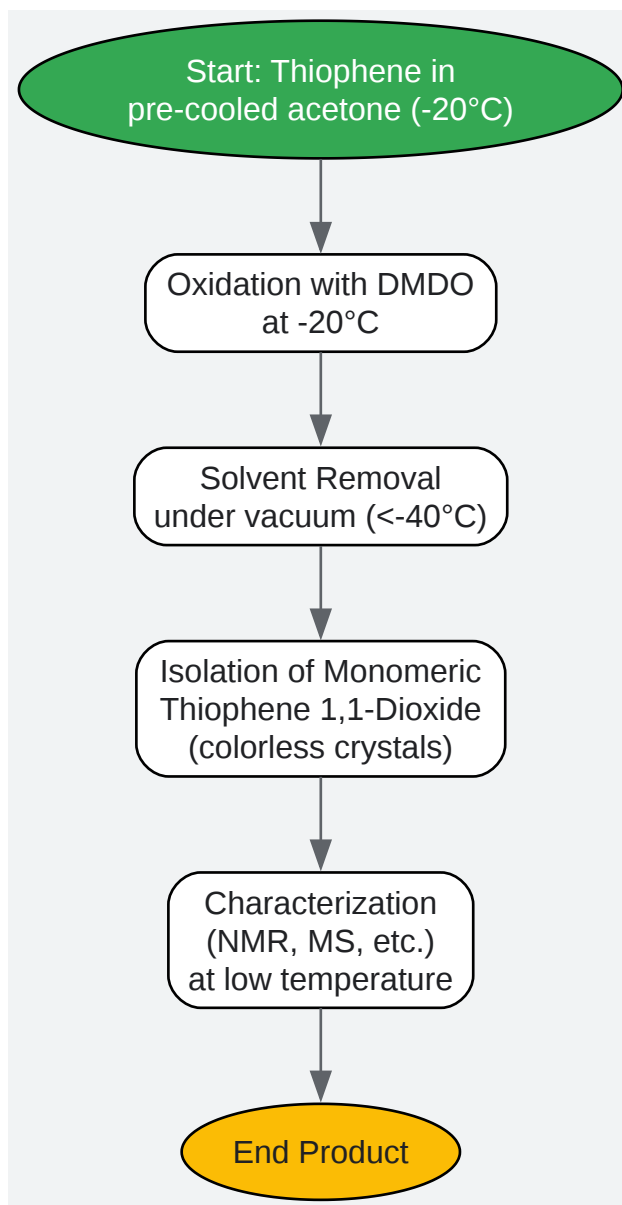 Start: Thiophene in
pre-cooled acetone (-20°C)
Oxidation with DMDO
at -20°C
Solvent Removal
under vacuum (<-40°C)
Isolation of Monomeric
Thiophene 1,1-Dioxide
(colorless crystals)
Characterization
(NMR, MS, etc.)
at low temperature
End Product